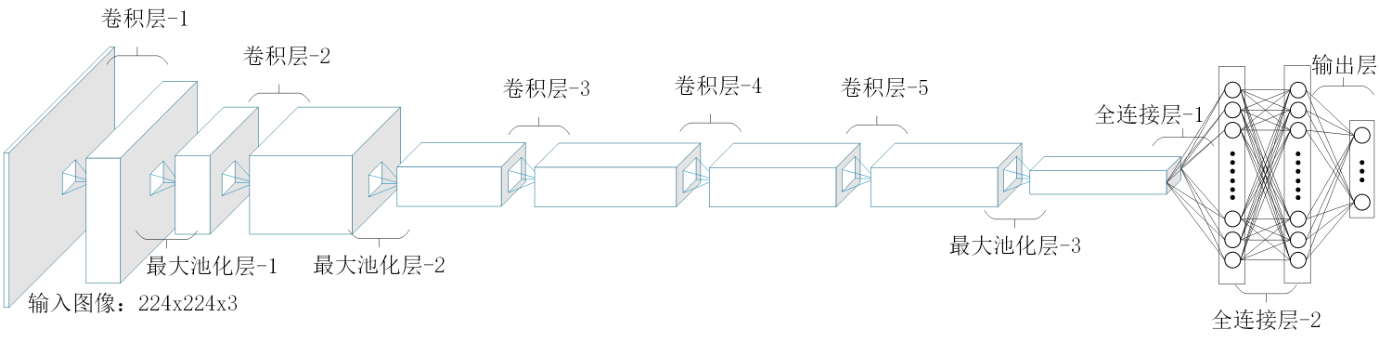 卷积层-1
卷积层-2
卷积层-3
卷积层-4
卷积层-5
全连接层-1
输出层
最大池化层-1
最大池化层-2
最大池化层-3
输入图像：224x224x3
全连接层-2